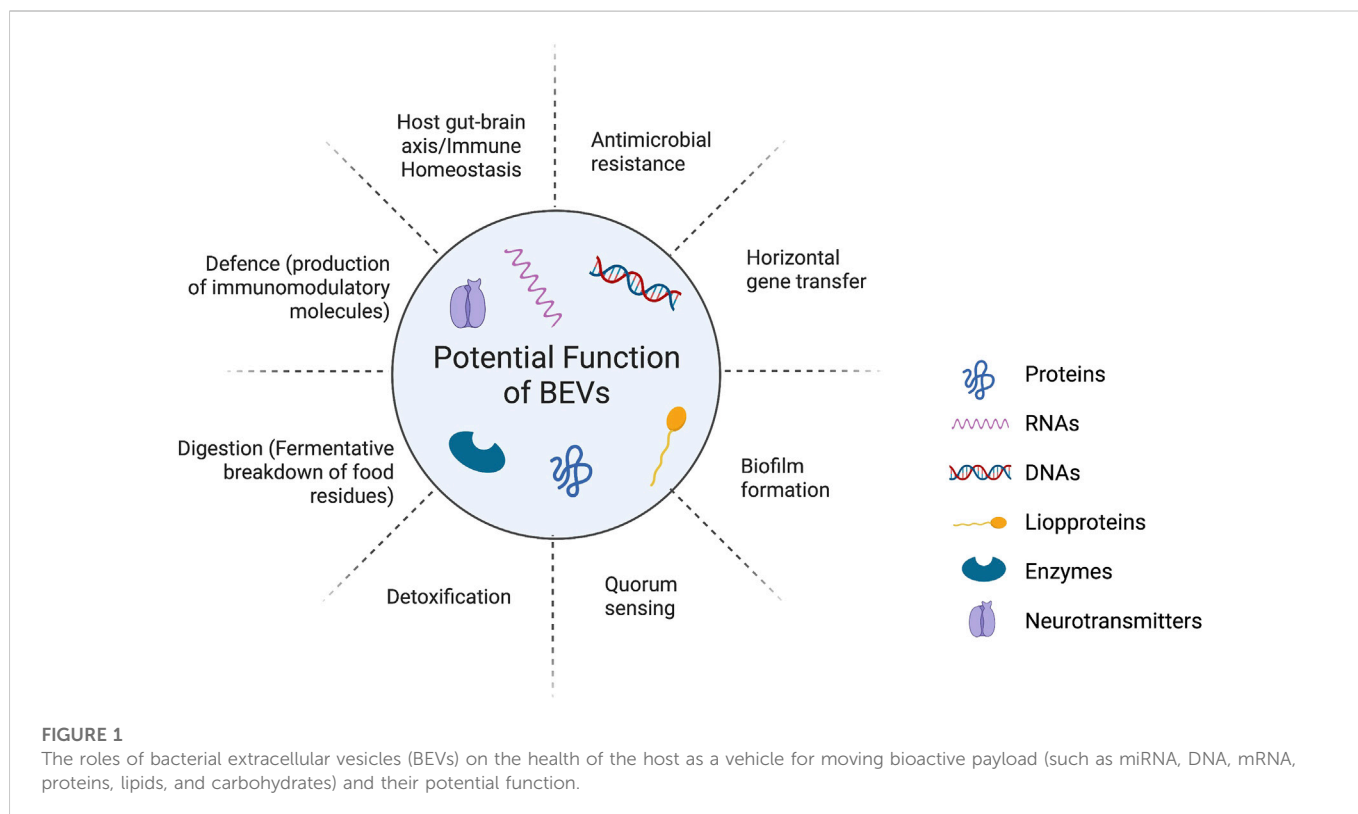 Host gut-brain
axis/Immune
Homeostasis
Antimicrobial
resistance
Defence (production
of immunomodulatory
molecules)
Horizontal
gene transfer
Potential Function
of BEVs
Digestion (Fermentative
breakdown of food
residues)
Biofilm
formation
Detoxification
Quorum
sensing
Proteins
RNAs
DNAs
Liopproteins
Enzymes
Neurotransmitters
FIGURE 1
The roles of bacterial extracellular vesicles (BEVs) on the health of the host as a vehicle for moving bioactive payload (such as miRNA, DNA, mRNA,
proteins, lipids, and carbohydrates) and their potential function.